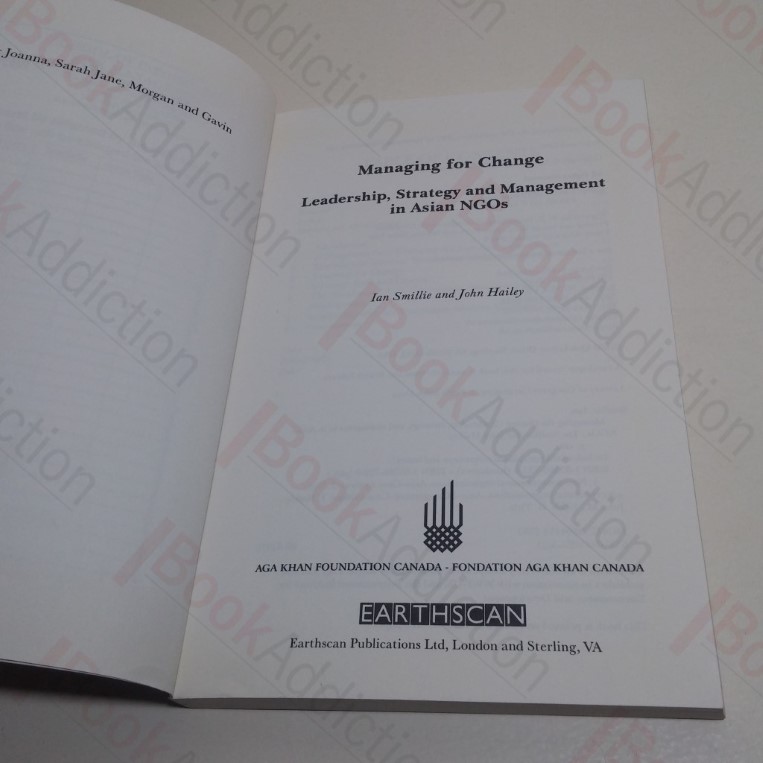 Joanna, Sarah Jane, Morgan and Gavin
Managing for Change
Leadership, Strategy and Management
in Asian NGOs
Ian Smillie and John Hailey
AGA KHAN FOUNDATION CANADA - FONDATION AGA KHAN CANADA
EARTHSCAN
Earthscan Publications Ltd, London and Sterling, VA
BookAddiction